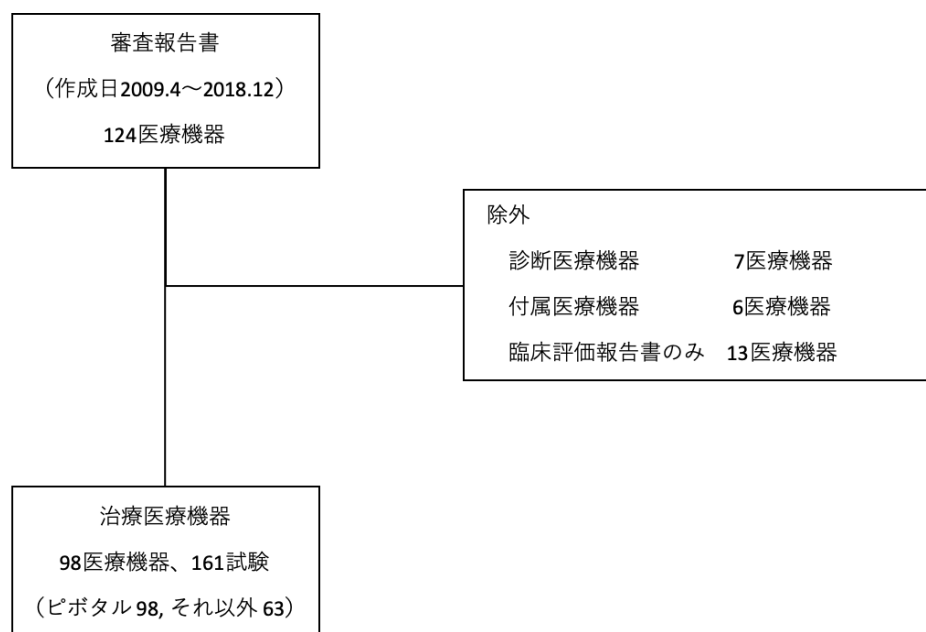 審査報告書
（作成日2009.4～2018.12）
124医療機器
除外
診断医療機器 7医療機器
付属医療機器 6医療機器
臨床評価報告書のみ 13医療機器
治療医療機器
98医療機器、161試験
（ピボタル 98, それ以外 63）